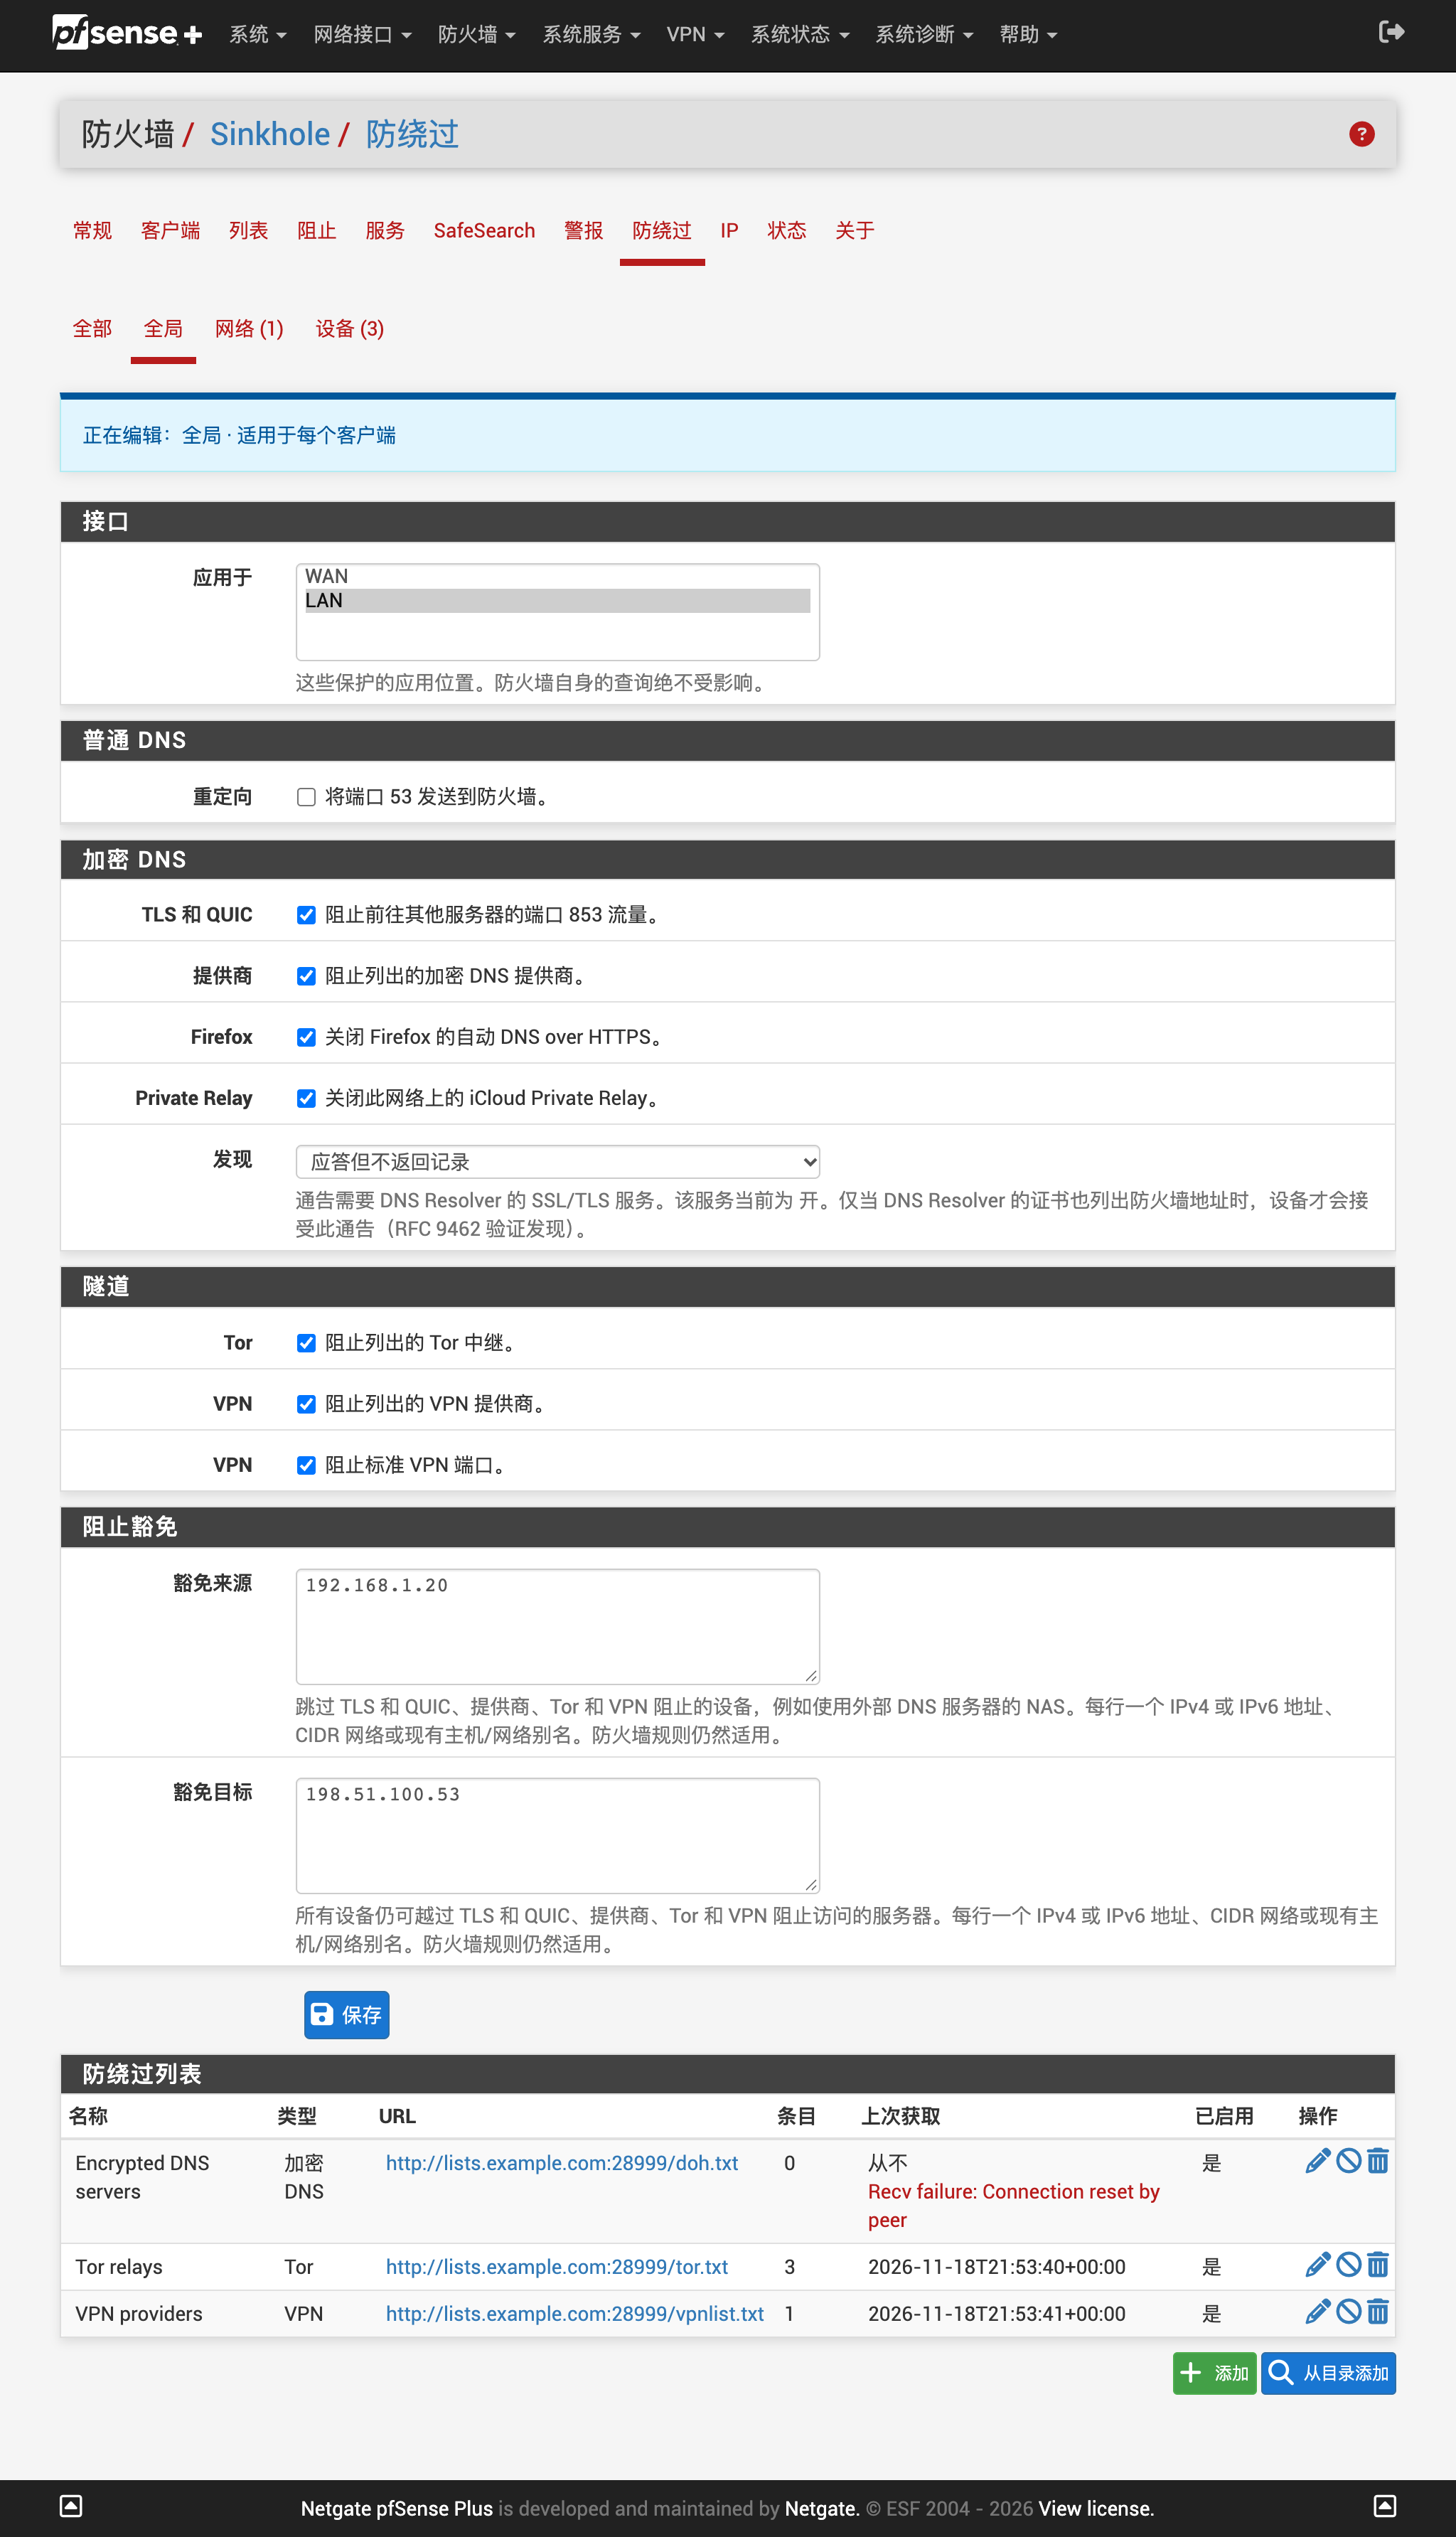 pfsense+ 系统 网络接口 防火墙 系统服务 VPN 系统状态 系统诊断 帮助
防火墙 / Sinkhole / 防绕过
常规 客户端 列表 阻止 服务 SafeSearch 警报 防绕过 IP 状态 关于
全部 全局 网络 (1) 设备 (3)
正在编辑：全局 · 适用于每个客户端
接口
应用于
WAN
LAN
这些保护的应用位置。防火墙自身的查询绝不受影响。
普通 DNS
重定向 将端口 53 发送到防火墙。
加密 DNS
TLS 和 QUIC 阻止前往其他服务器的端口 853 流量。
提供商 阻止列出的加密 DNS 提供商。
Firefox 关闭 Firefox 的自动 DNS over HTTPS。
Private Relay 关闭此网络上的 iCloud Private Relay。
发现 应答但不返回记录
通告需要 DNS Resolver 的 SSL/TLS 服务。该服务当前为 开。仅当 DNS Resolver 的证书也列出防火墙地址时，设备才会接
受此通告（RFC 9462 验证发现）。
隧道
Tor 阻止列出的 Tor 中继。
VPN 阻止列出的 VPN 提供商。
VPN 阻止标准 VPN 端口。
阻止豁免
豁免来源 192.168.1.20
跳过 TLS 和 QUIC、提供商、Tor 和 VPN 阻止的设备，例如使用外部 DNS 服务器的 NAS。每行一个 IPv4 或 IPv6 地址、
CIDR 网络或现有主机/网络别名。防火墙规则仍然适用。
豁免目标 198.51.100.53
所有设备仍可越过 TLS 和 QUIC、提供商、Tor 和 VPN 阻止访问的服务器。每行一个 IPv4 或 IPv6 地址、CIDR 网络或现有主
机/网络别名。防火墙规则仍然适用。
保存
防绕过列表
名称 类型 URL 条目 上次获取 已启用 操作
Encrypted DNS 加密 http://lists.example.com:28999/doh.txt 0 从不 是
servers DNS Recv failure: Connection reset by
peer
Tor relays Tor http://lists.example.com:28999/tor.txt 3 2026-11-18T21:53:40+00:00 是
VPN providers VPN http://lists.example.com:28999/vpnlist.txt 1 2026-11-18T21:53:41+00:00 是
添加 从目录添加
Netgate pfSense Plus is developed and maintained by Netgate. © ESF 2004 - 2026 View license.